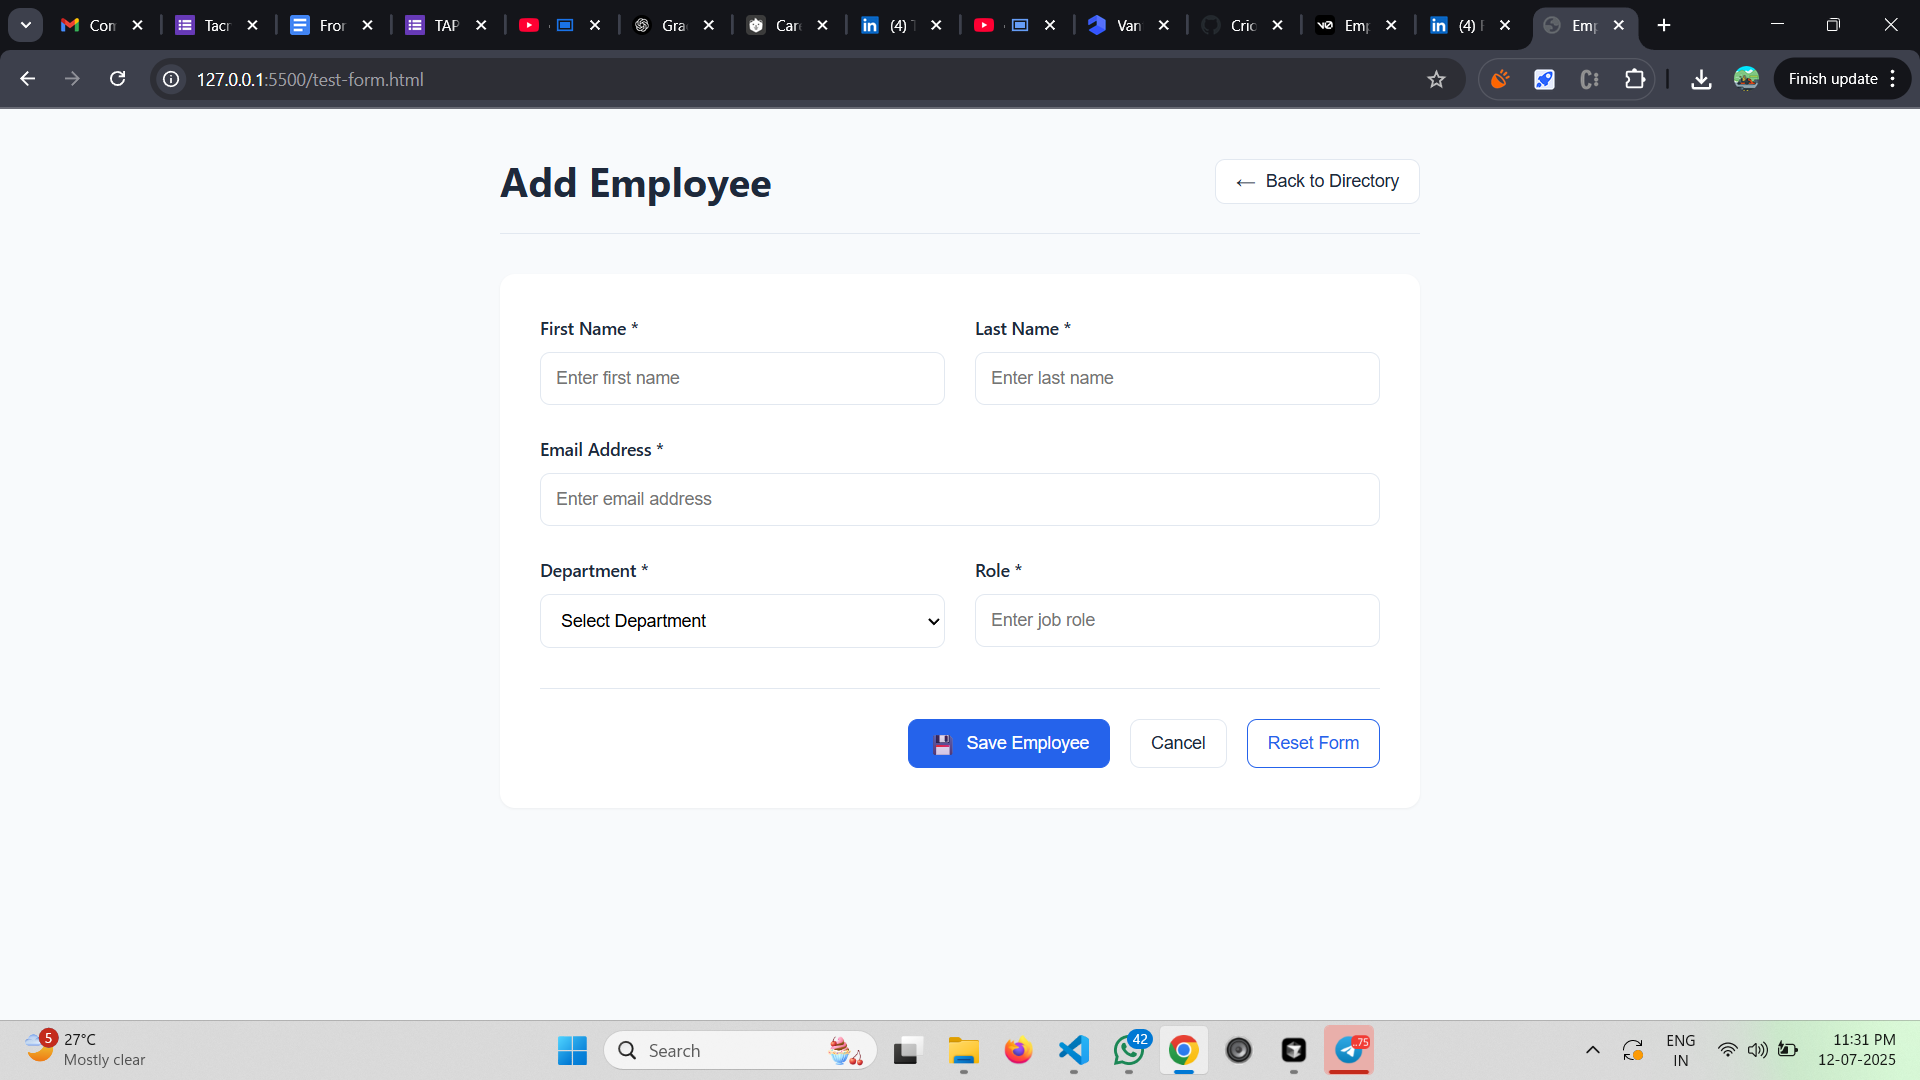 Con
Tacr
Fror
TAP
Gra
Care
(4)
Van
Cric
Emp
(4)
Emp
127.0.0.1:5500/test-form.html
Finish update
Add Employee
← Back to Directory
First Name *
Last Name *
Enter first name
Enter last name
Email Address *
Enter email address
Department *
Role *
Select Department
Enter job role
Save Employee
Cancel
Reset Form
5
27°C
Mostly clear
Search
42
..75
ENG
IN
11:31 PM
12-07-2025